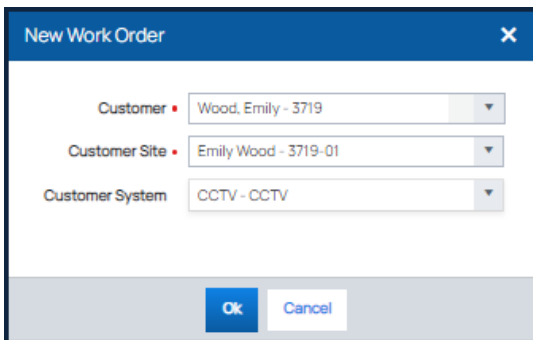 New Work Order
Customer • Wood, Emily - 3719
Customer Site • Emily Wood - 3719-01
Customer System CCTV - CCTV
Ok Cancel